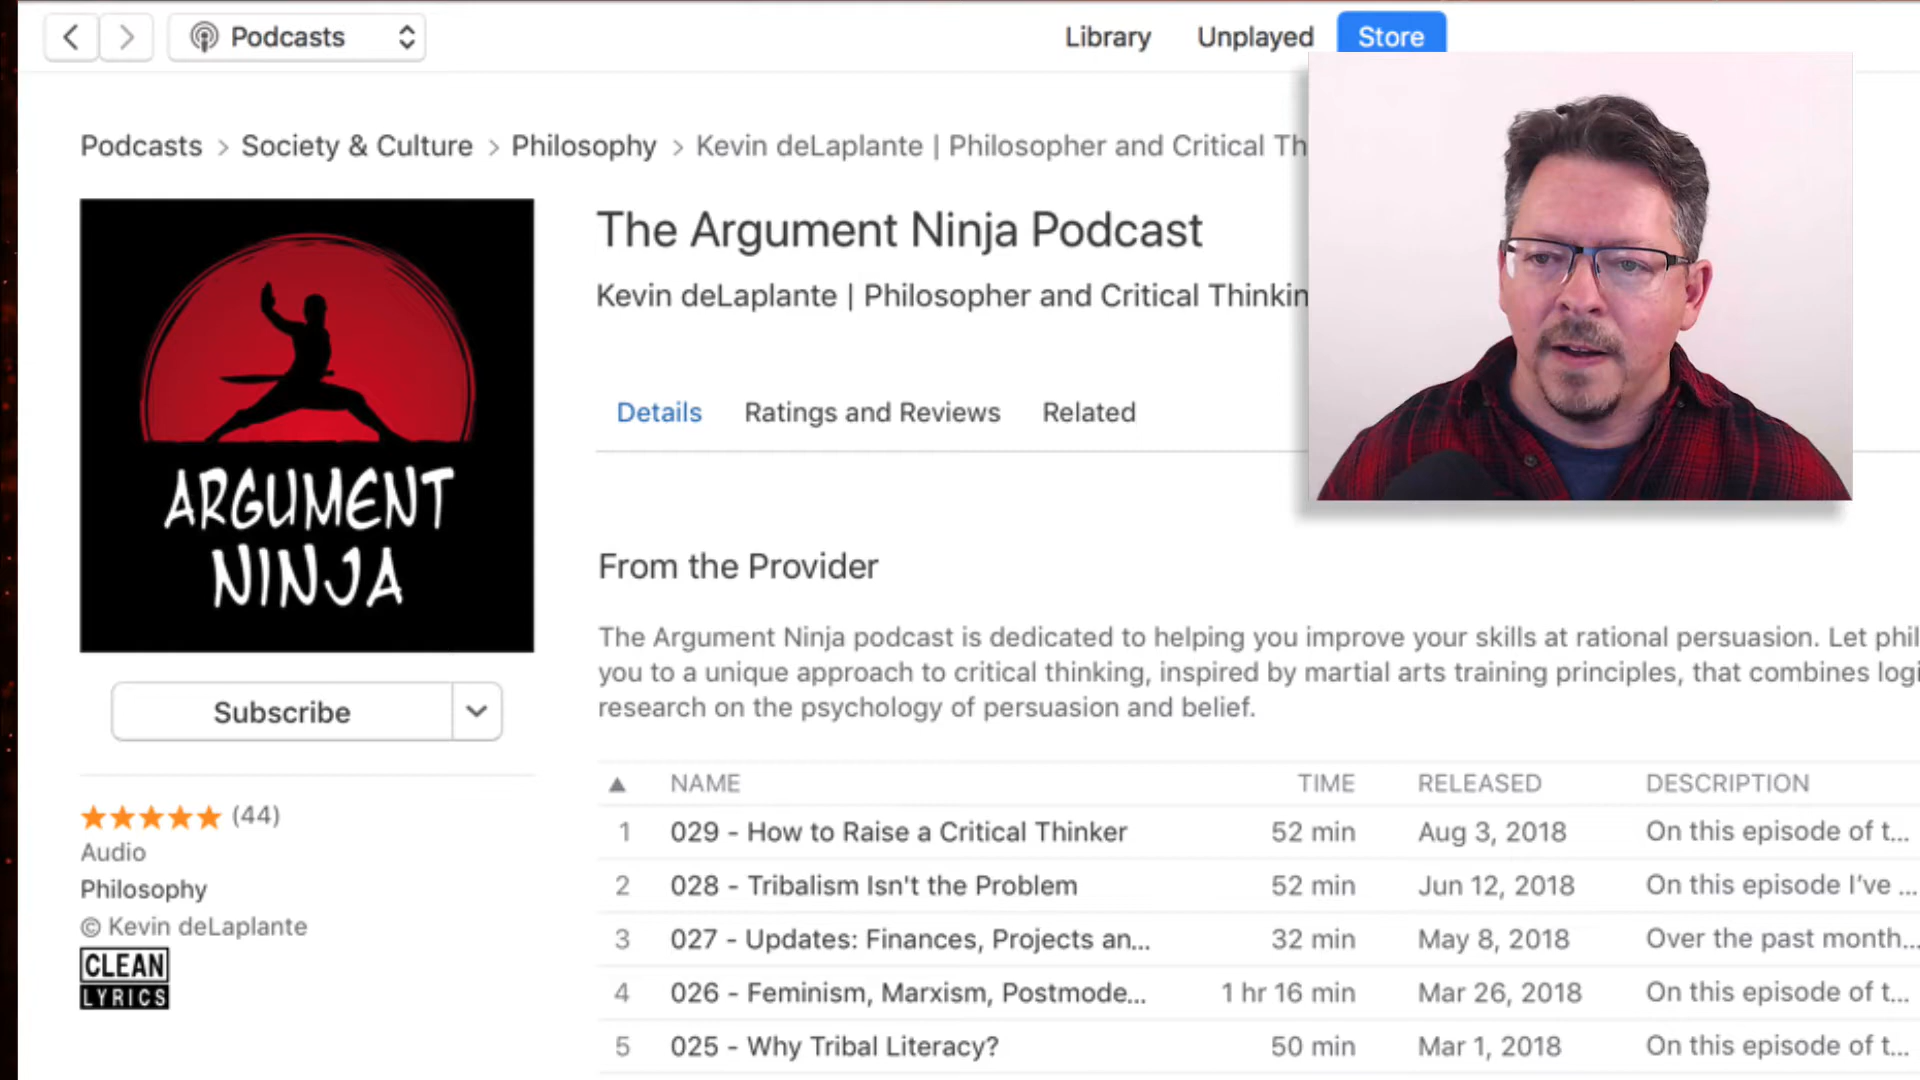 Podcasts
Library Unplayed Store
Podcasts > Society & Culture > Philosophy > Kevin deLaplante | Philosopher and Critical Th
ARGUMENT
NINJA
The Argument Ninja Podcast
Kevin deLaplante | Philosopher and Critical Thinkin
Details Ratings and Reviews Related
Subscribe
(44)
Audio
Philosophy
© Kevin deLaplante
CLEAN
LYRICS
From the Provider
The Argument Ninja podcast is dedicated to helping you improve your skills at rational persuasion. Let phil
you to a unique approach to critical thinking, inspired by martial arts training principles, that combines logi
research on the psychology of persuasion and belief.
NAME TIME RELEASED DESCRIPTION
1 029 - How to Raise a Critical Thinker 52 min Aug 3, 2018 On this episode of t...
2 028 - Tribalism Isn't the Problem 52 min Jun 12, 2018 On this episode I've ...
3 027 - Updates: Finances, Projects an... 32 min May 8, 2018 Over the past month...
4 026 - Feminism, Marxism, Postmode... 1 hr 16 min Mar 26, 2018 On this episode of t...
5 025 - Why Tribal Literacy? 50 min Mar 1, 2018 On this episode of t...